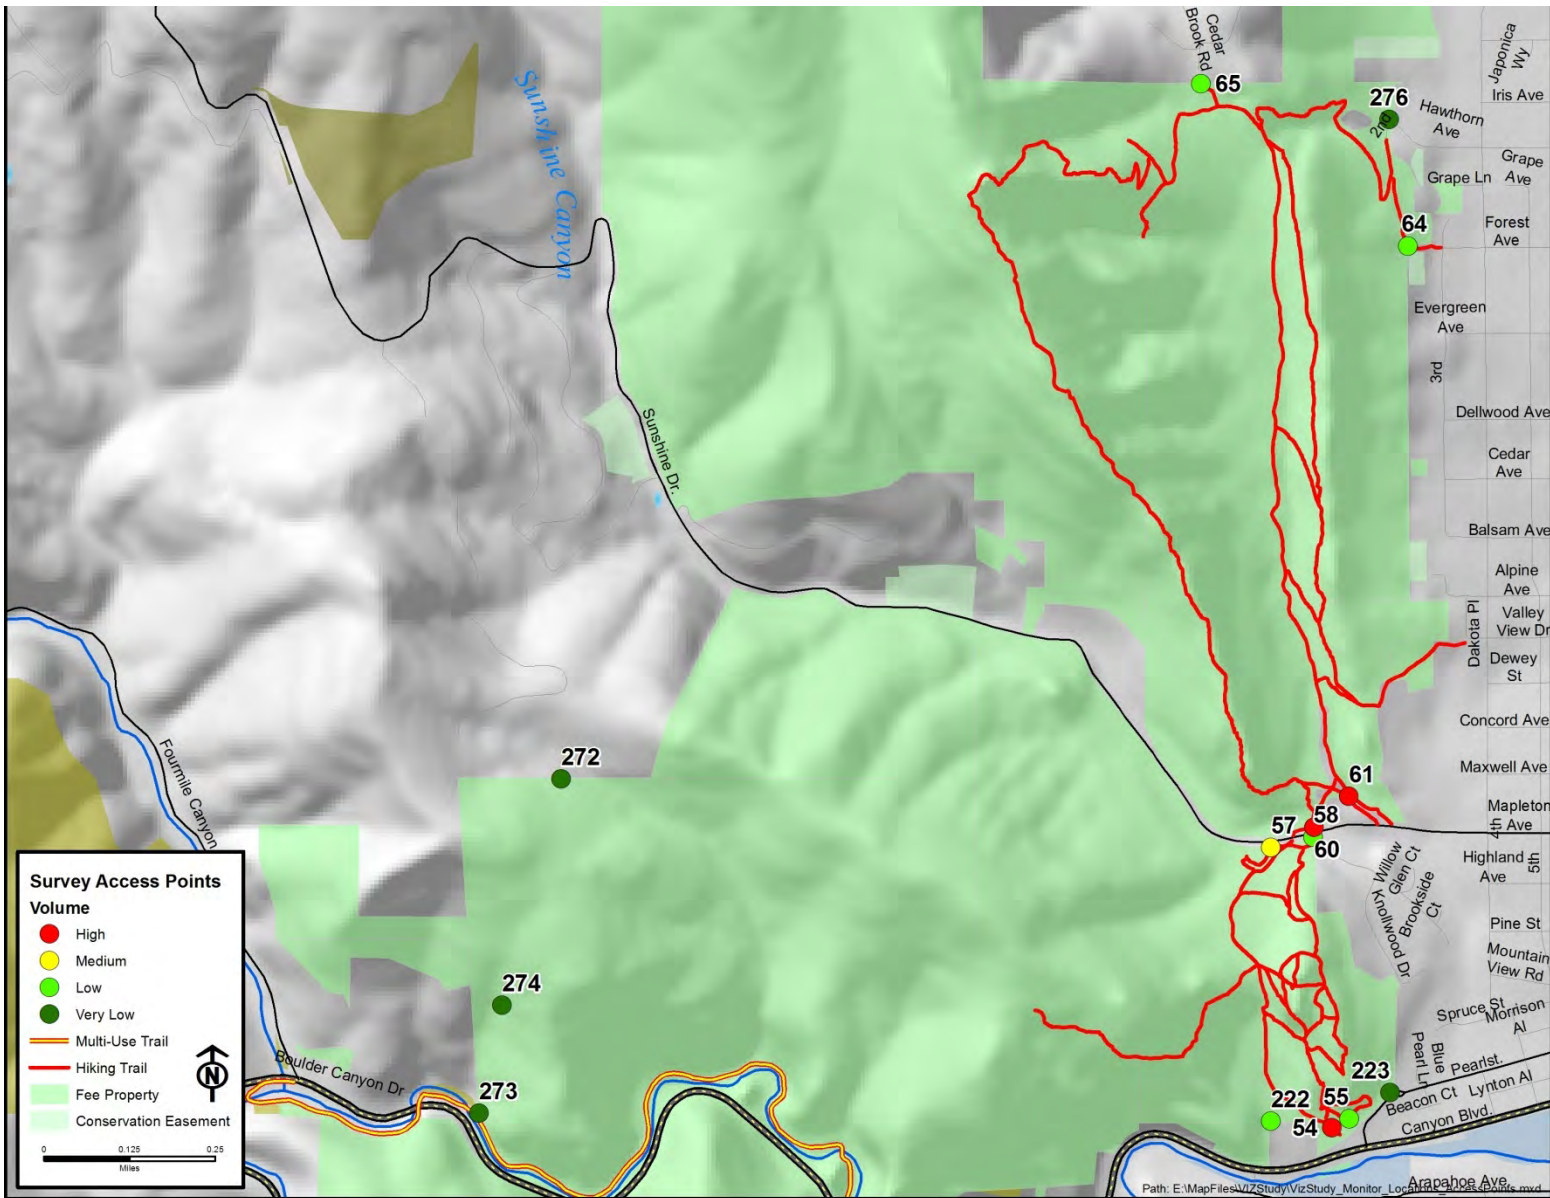 Cedar
Brook Rd
65
276
2nd
Hawthorn
Ave
Japonica
Wy
Iris Ave
Grape
Ave
Grape Ln
64
Forest
Ave
Sunshine Canyon
Evergreen
Ave
3rd
Dellwood Ave
Sunshine Dr.
Cedar
Ave
Balsam Ave
Alpine
Ave
Dakota Pl
Valley
View Dr
Dewey
St
Concord Ave
Fourmile Canyon
272
Maxwell Ave
61
58
57
60
4th
Mapleton
Ave
Highland
Ave
5th
Willow
Glen Ct
Brookside
Ct
Knollwood Dr
Pine St
Mountain
View Rd
274
Spruce St
Morrison
Al
Blue
Pearl Ln
Pearlst.
Boulder Canyon Dr
273
223
222
55
54
Beacon Ct
Lynton Al
Canyon Blvd.
Arapahoe Ave
Survey Access Points
Volume
High
Medium
Low
Very Low
Multi-Use Trail
Hiking Trail
N
Fee Property
Conservation Easement
0 0.125 0.25
Miles
Path: E:\MapFiles\VIZStudy\VizStudy_Monitor_Locations_AccessPoints.mxd